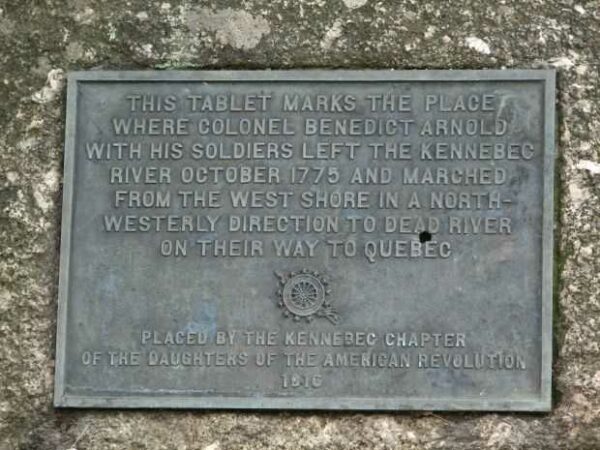 THIS TABLET MARKS THE PLACE
WHERE COLONEL BENEDICT ARNOLD
WITH HIS SOLDIERS LEFT THE KENNEBEC
RIVER OCTOBER 1775 AND MARCHED
FROM THE WEST SHORE IN A NORTH-
WESTERLY DIRECTION TO DEAD RIVER
ON THEIR WAY TO QUEBEC
PLACED BY THE KENNEBEC CHAPTER
OF THE DAUGHTERS OF THE AMERICAN REVOLUTION
1916